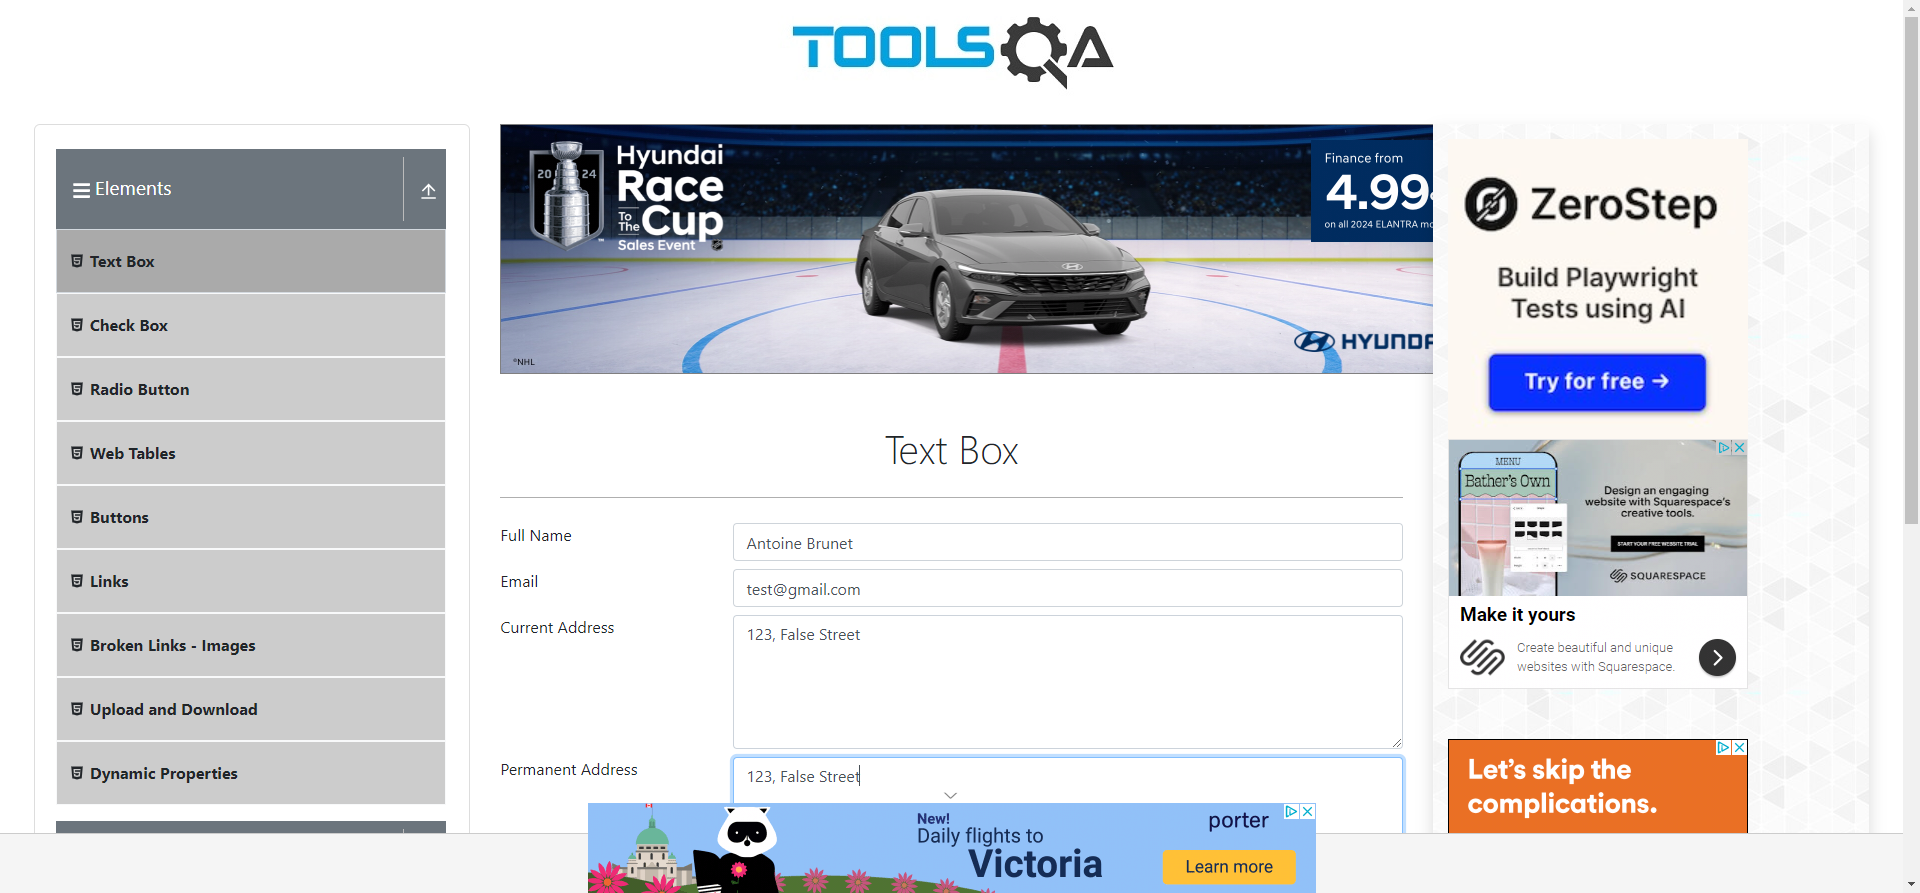 TOOLSQA
Elements
Text Box
Check Box
Radio Button
Web Tables
Buttons
Links
Broken Links - Images
Upload and Download
Dynamic Properties
20 24
Hyundai
Race
To The Cup
Sales Event
®NHL
Finance from
4.99
on all 2024 ELANTRA mo
HYUNDA
Text Box
Full Name
Antoine Brunet
Email
test@gmail.com
Current Address
123, False Street
Permanent Address
123, False Street
ZeroStep
Build Playwright
Tests using AI
Try for free →
MENU
Bather's Own
Design an engaging
website with Squarespace's
creative tools.
START YOUR FREE WEBSITE TRIAL
SQUARESPACE
Make it yours
Create beautiful and unique
websites with Squarespace.
Let's skip the
complications.
New!
Daily flights to
Victoria
porter
Learn more